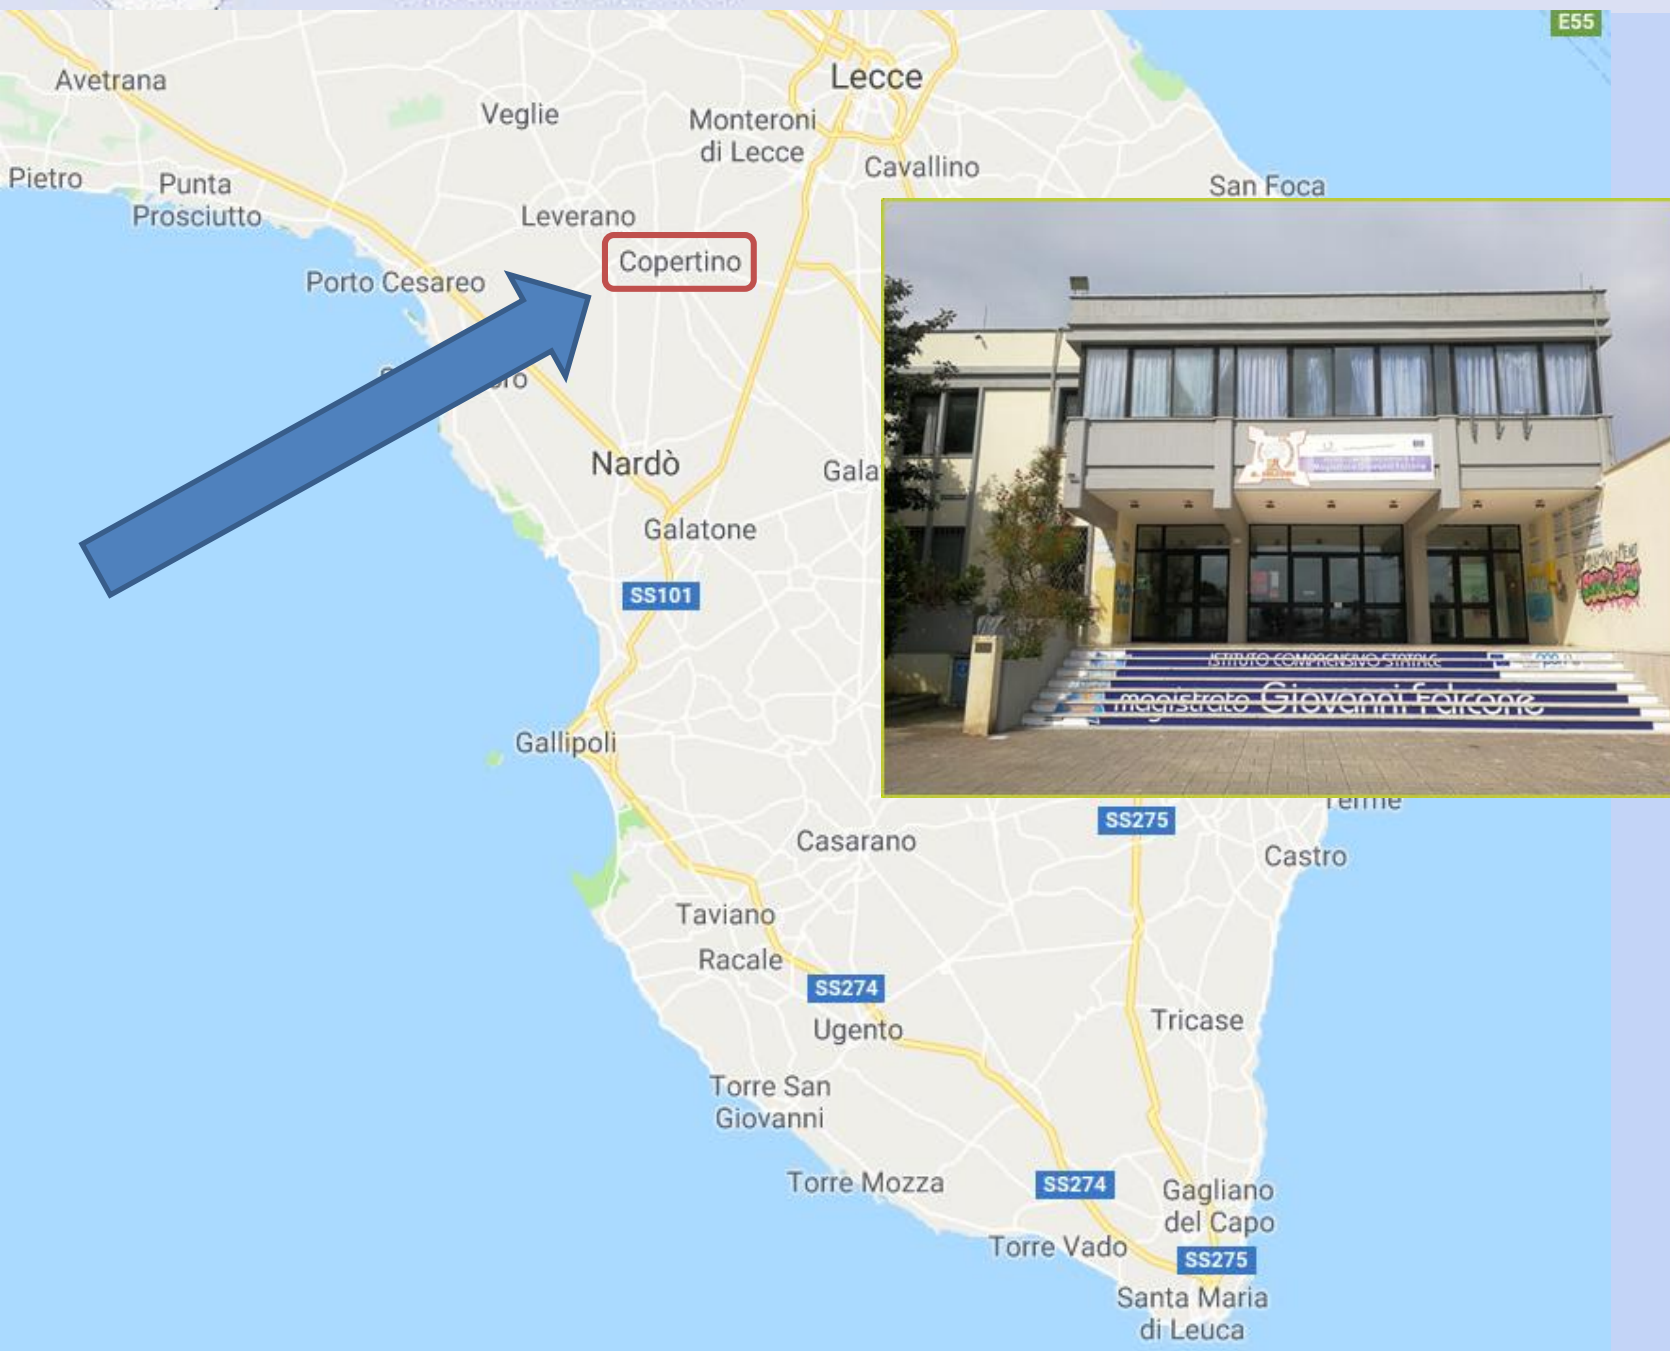 E55
Lecce
Avetrana
Veglie
Monteroni
di Lecce
Cavallino
Pietro
Punta
Prosciutto
San Foca
Leverano
Copertino
Porto Cesareo
Nardò
Gala
Galatone
SS101
ISTITUTO COMPRENSIVO STATALE
magistrato Giovanni Falcone
Gallipoli
Terme
SS275
Casarano
Castro
Taviano
Racale
SS274
Ugento
Tricase
Torre San
Giovanni
Torre Mozza
SS274
Gagliano
del Capo
Torre Vado
SS275
Santa Maria
di Leuca